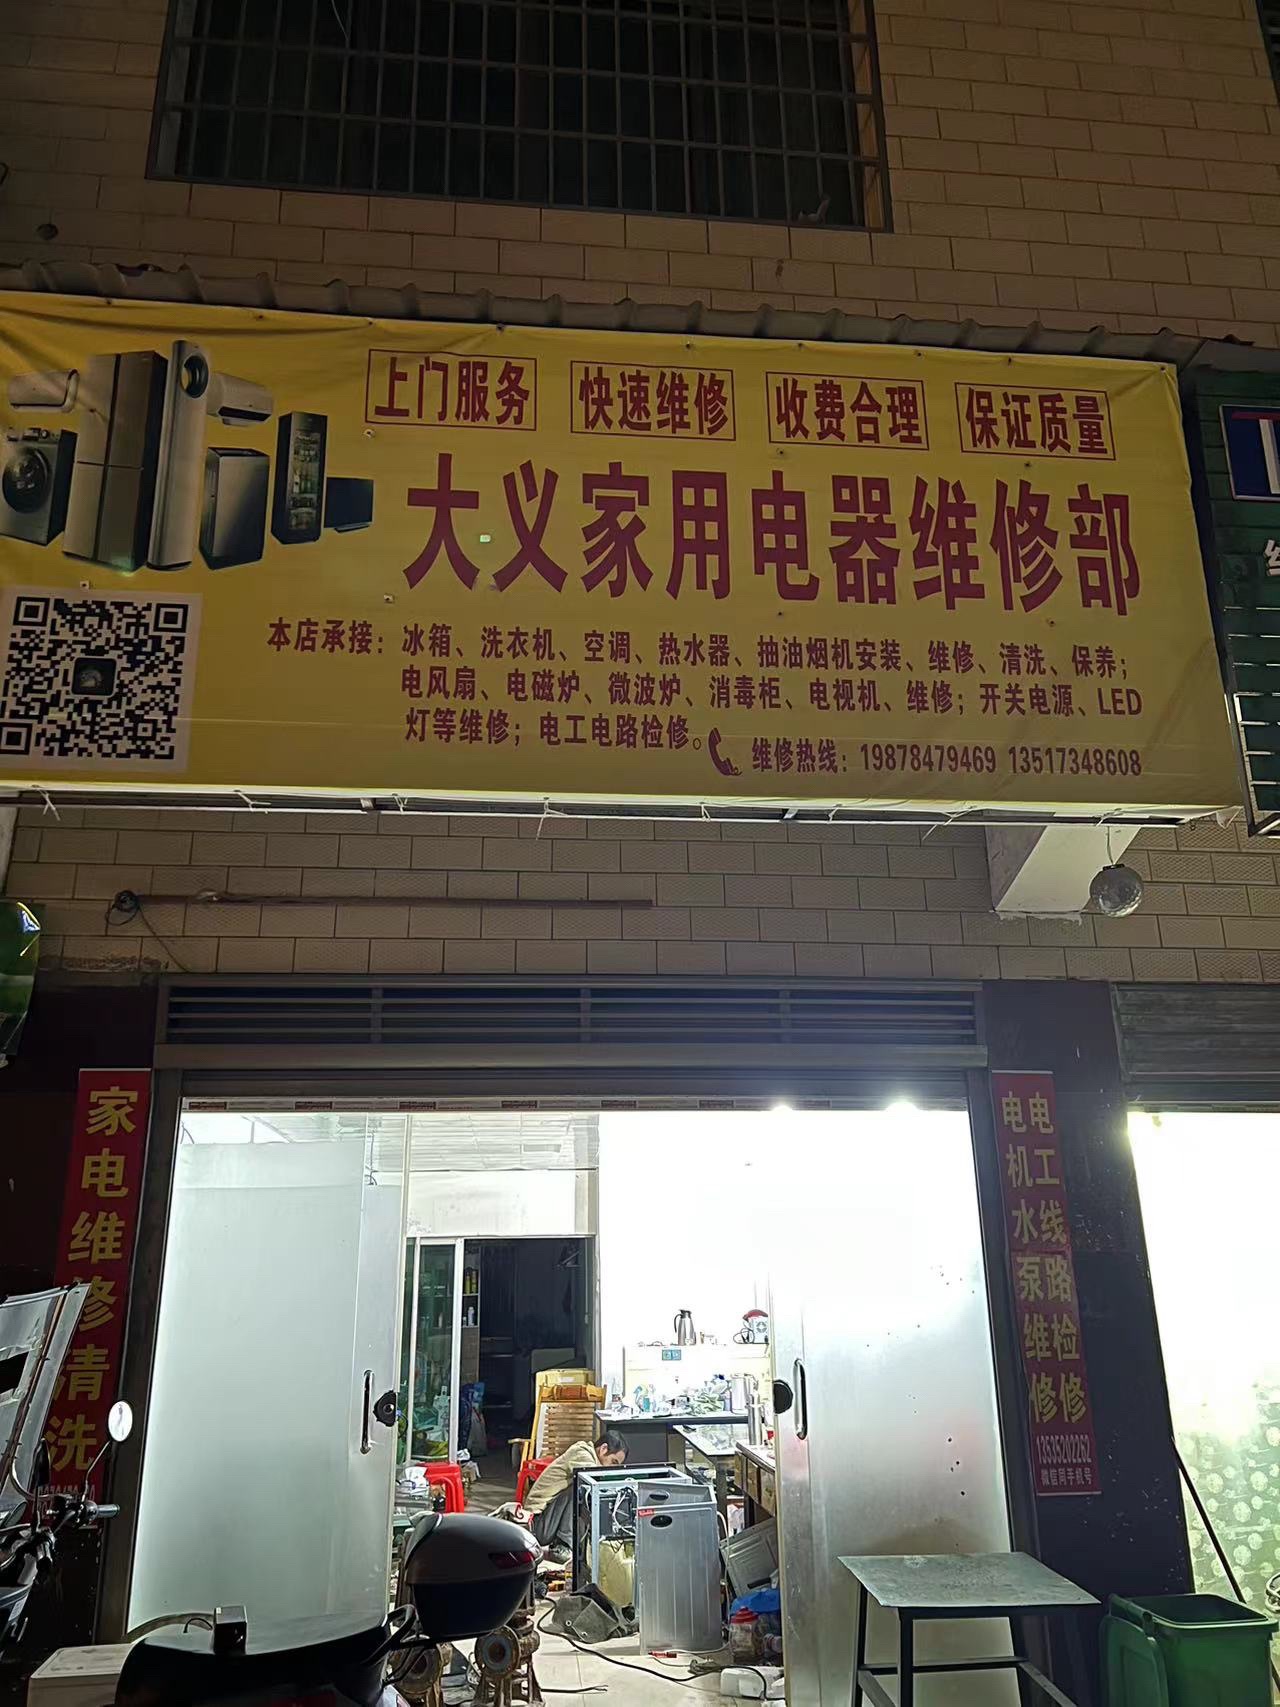 上门服务 快速维修 收费合理 保证质量
大义家用电器维修部
本店承接：冰箱、洗衣机、空调、热水器、抽油烟机安装、维修、清洗、保养；
电风扇、电磁炉、微波炉、消毒柜、电视机、维修；开关电源、LED
灯等维修；电工电路检修。
维修热线：19878479469 13517348608
家电维修清洗
电机水泵维修
电工线路检修
13535202262
微信同手机号